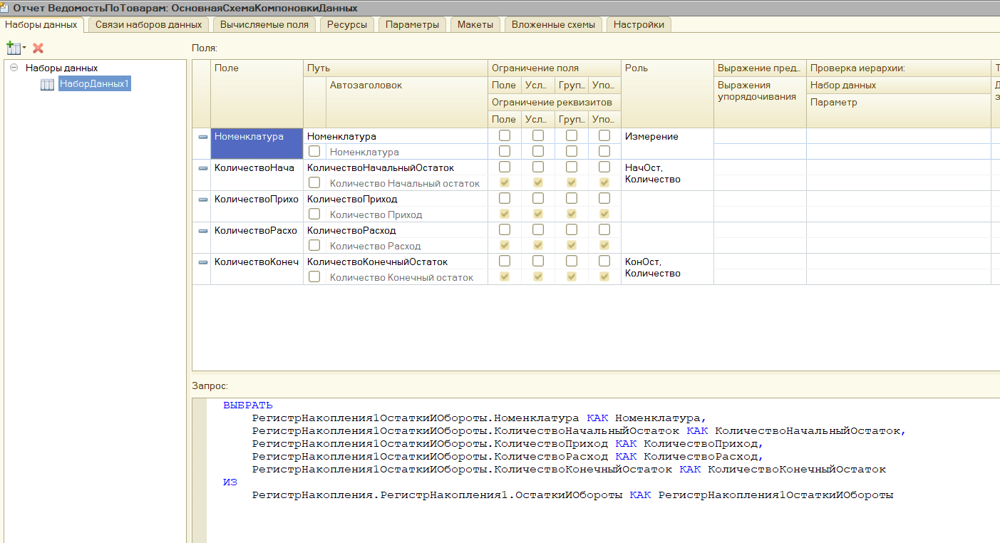 Отчет ВедомостьПоТоварам: ОсновнаяСхемаКомпоновкиДанных
Наборы данных Связи наборов данных Вычисляемые поля Ресурсы Параметры Макеты Вложенные схемы Настройки
Поля:
Наборы данных
НаборДанных1
Поле Путь Ограничение поля Роль Выражение пред... Проверка иерархии: Т
Автозаголовок Поле Усл... Груп... Упо... Выражения упорядочивания Набор данных Д
Ограничение реквизитов Параметр з
Поле Усл... Груп... Упо...
Номенклатура Номенклатура Измерение
Номенклатура
КоличествоНача КоличествоНачальныйОстаток НачОст,
Количество Начальный остаток Количество
КоличествоПрихо КоличествоПриход
Количество Приход
КоличествоРасхо КоличествоРасход
Количество Расход
КоличествоКонеч КоличествоКонечныйОстаток КонОст,
Количество Конечный остаток Количество
Запрос:
ВЫБРАТЬ
РегистрНакопления1ОстаткиИОбороты.Номенклатура КАК Номенклатура,
РегистрНакопления1ОстаткиИОбороты.КоличествоНачальныйОстаток КАК КоличествоНачальныйОстаток,
РегистрНакопления1ОстаткиИОбороты.КоличествоПриход КАК КоличествоПриход,
РегистрНакопления1ОстаткиИОбороты.КоличествоРасход КАК КоличествоРасход,
РегистрНакопления1ОстаткиИОбороты.КоличествоКонечныйОстаток КАК КоличествоКонечныйОстаток
ИЗ
РегистрНакопления.РегистрНакопления1.ОстаткиИОбороты КАК РегистрНакопления1ОстаткиИОбороты